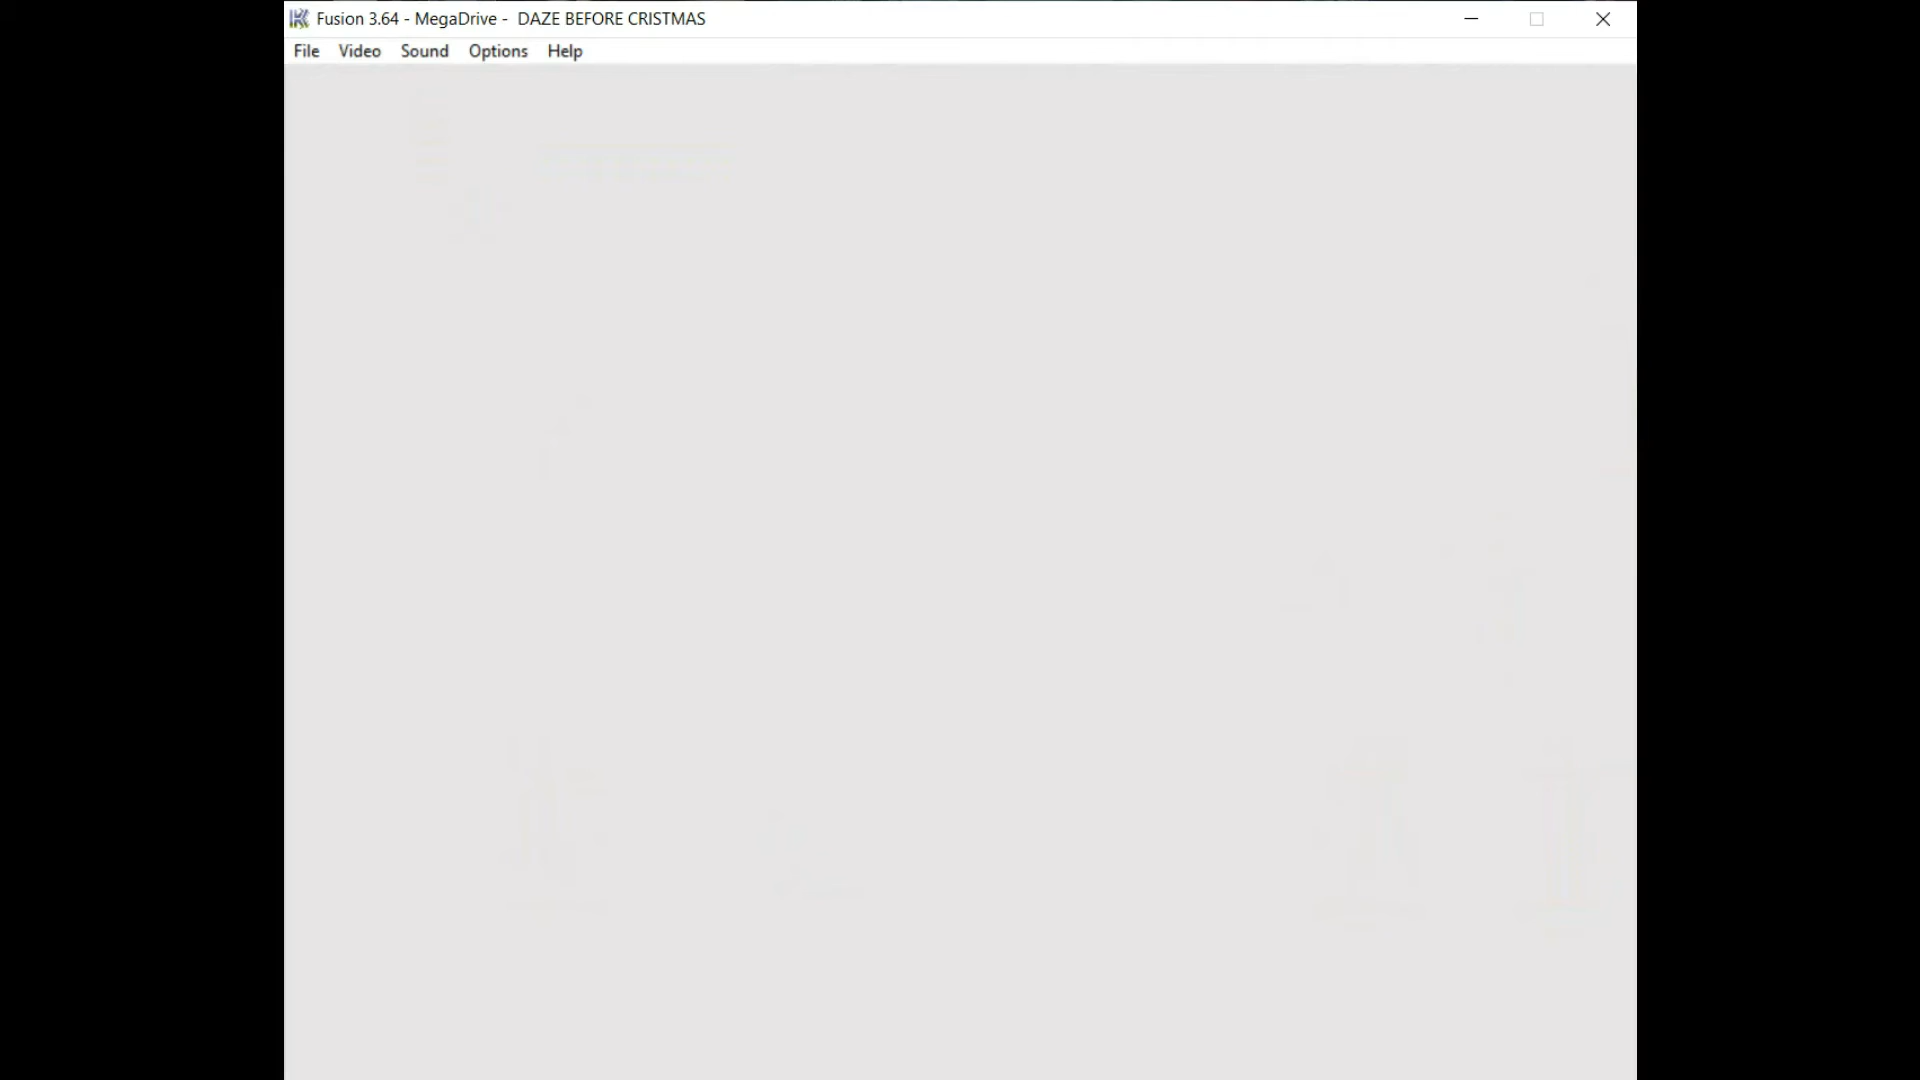 Fusion 3.64 - MegaDrive -  DAZE BEFORE CRISTMAS
File Video Sound Options Help